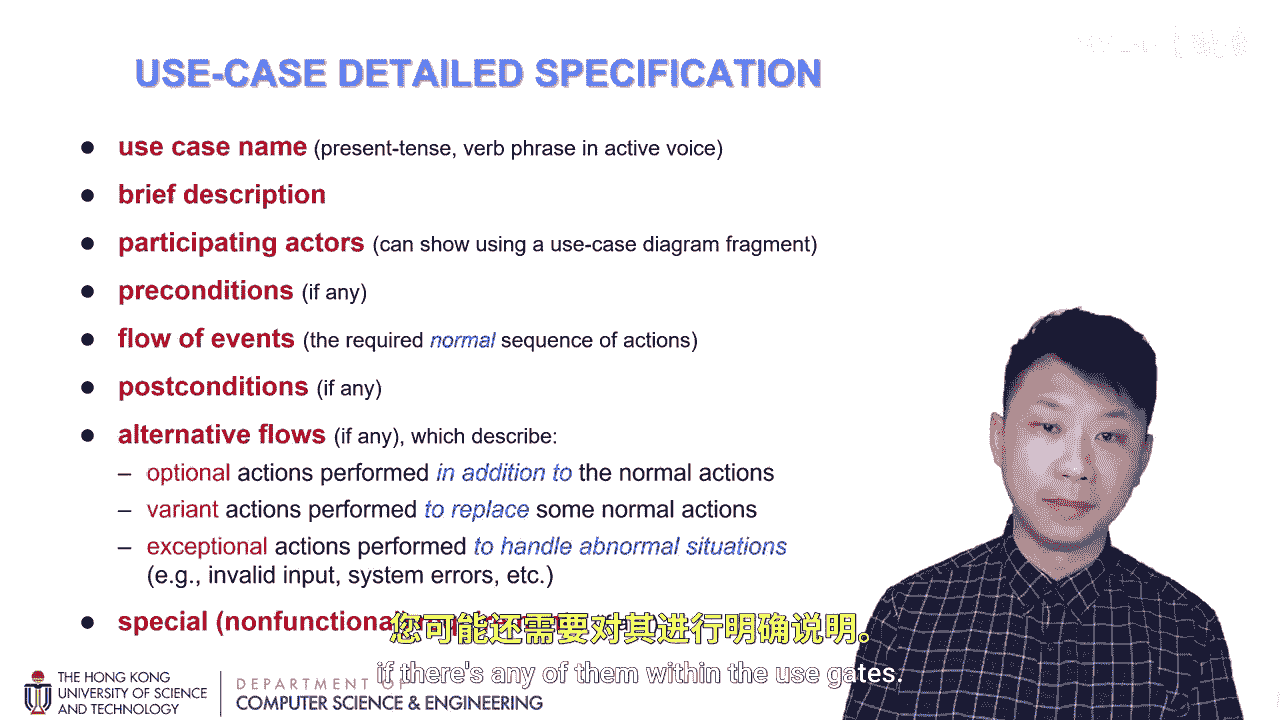 USE-CASE DETAILED SPECIFICATION
● use case name (present-tense, verb phrase in active voice)
● brief description
● participating actors (can show using a use-case diagram fragment)
● preconditions (if any)
● flow of events (the required normal sequence of actions)
● postconditions (if any)
● alternative flows (if any), which describe:
– optional actions performed in addition to the normal actions
– variant actions performed to replace some normal actions
– exceptional actions performed to handle abnormal situations
(e.g., invalid input, system errors, etc.)
● special (nonfunctional
您可能还需要对其进行明确说明。
if there's any of them within the use gates.
THE HONG KONG
UNIVERSITY OF SCIENCE
AND TECHNOLOGY
DEPARTMENT OF
COMPUTER SCIENCE & ENGINEERING